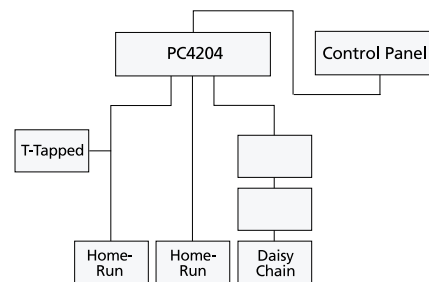 PC4204
Control Panel
T-Tapped
Home-
Run
Home-
Run
Daisy
Chain